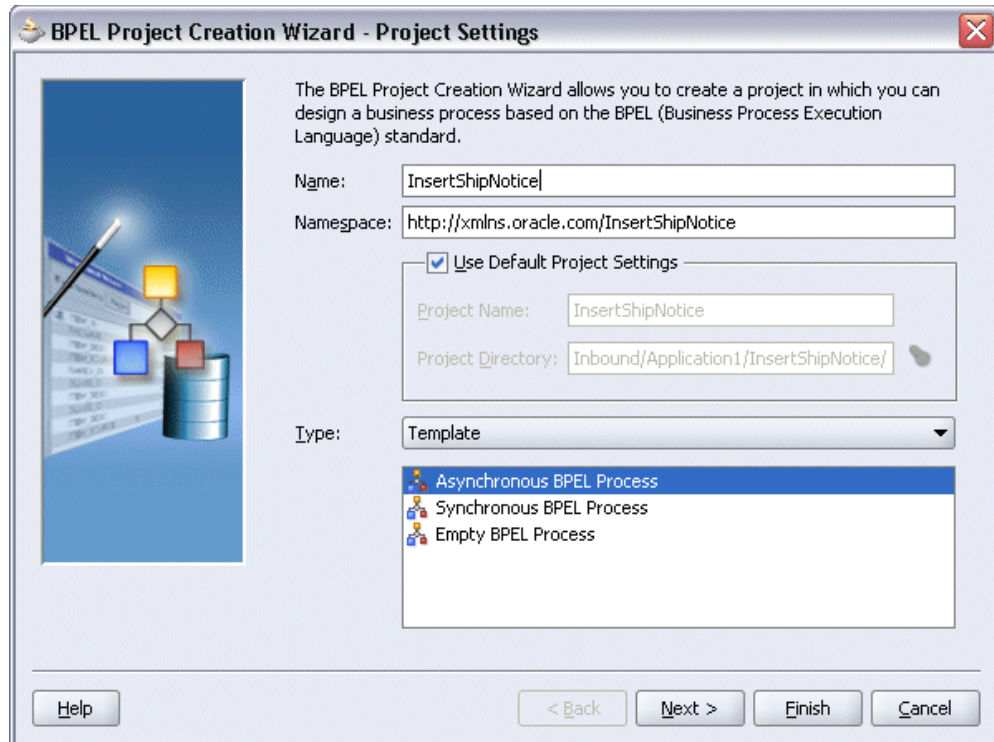 BPEL Project Creation Wizard - Project Settings
The BPEL Project Creation Wizard allows you to create a project in which you can
design a business process based on the BPEL (Business Process Execution
Language) standard.
Name: InsertShipNotice
Namespace: http://xmlns.oracle.com/InsertShipNotice
Use Default Project Settings
Project Name: InsertShipNotice
Project Directory: Inbound/Application1/InsertShipNotice/
Type: Template
Asynchronous BPEL Process
Synchronous BPEL Process
Empty BPEL Process
Help < Back Next > Finish Cancel